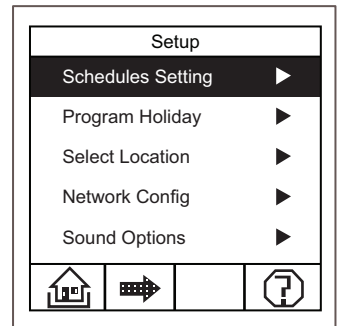 Setup
Schedules Setting
Program Holiday
Select Location
Network Config
Sound Options
?